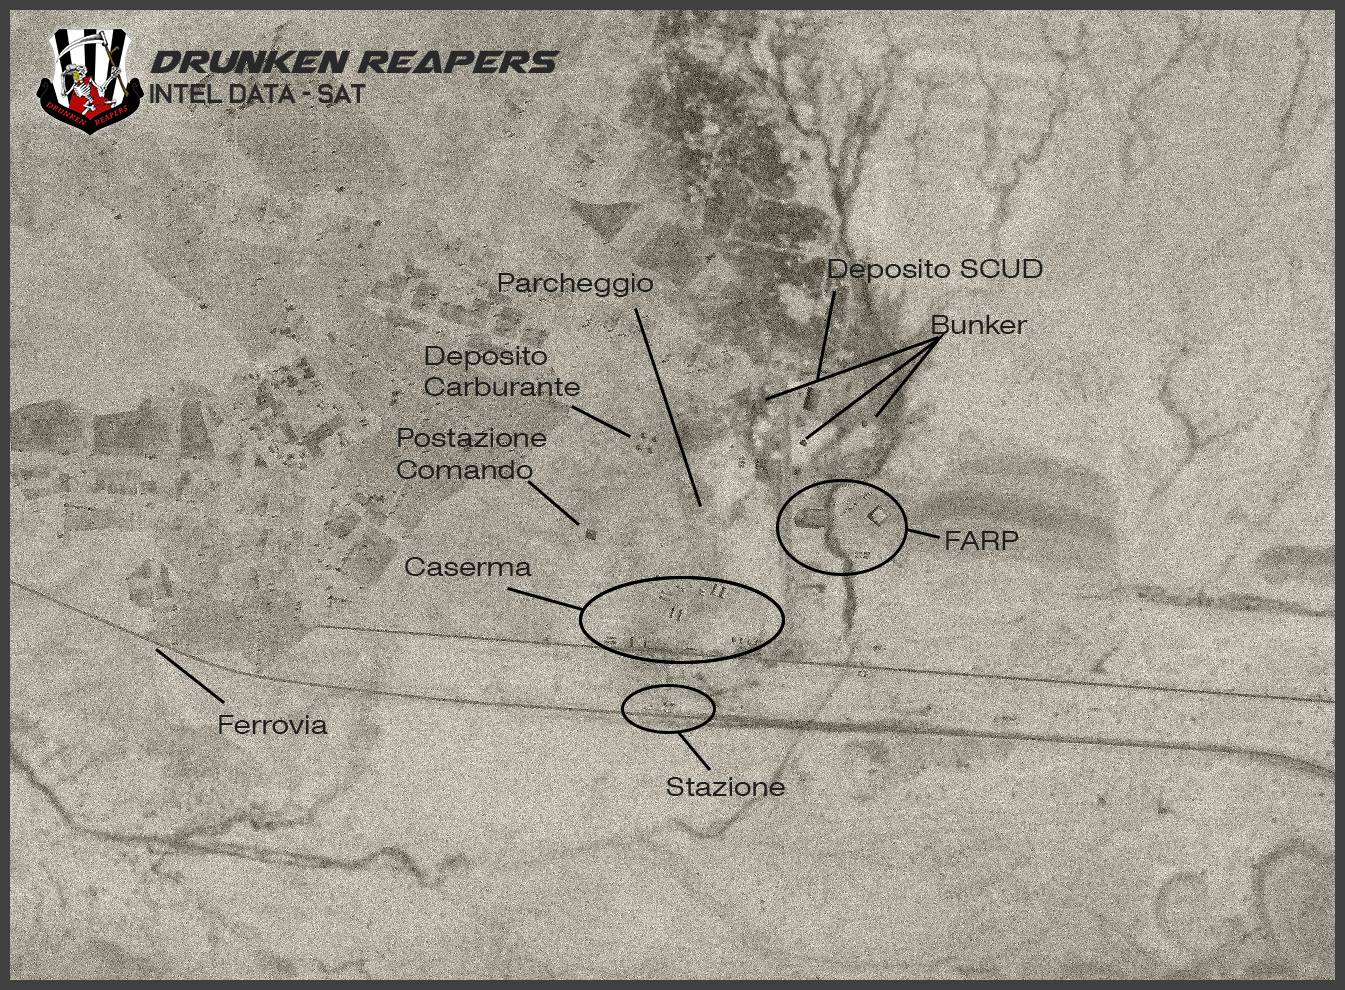 DRUNKEN REAPERS
INTEL DATA - SAT
DRUNKEN REAPERS
Deposito SCUD
Parcheggio
Bunker
Deposito
Carburante
Postazione
Comando
FARP
Caserma
Ferrovia
Stazione